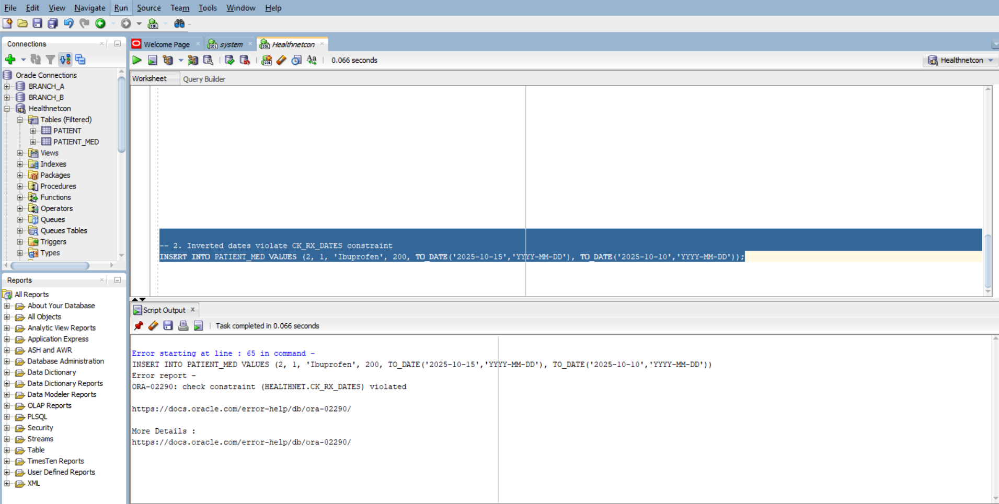 File Edit View Navigate Run Source Team Tools Window Help
Connections
Oracle Connections
BRANCH_A
BRANCH_B
Healthnetcon
Tables (Filtered)
PATIENT
PATIENT_MED
Views
Indexes
Packages
Procedures
Functions
Operators
Queues
Queues Tables
Triggers
Types
Reports
All Reports
About Your Database
All Objects
Analytic View Reports
Application Express
ASH and AWR
Database Administration
Data Dictionary
Data Dictionary Reports
Data Modeler Reports
OLAP Reports
PLSQL
Security
Streams
Table
TimesTen Reports
User Defined Reports
XML
Welcome Page system Healthnetcon
0.066 seconds Healthnetcon
Worksheet Query Builder
-- 2. Inverted dates violate CK_RX_DATES constraint
INSERT INTO PATIENT_MED VALUES (2, 1, 'Ibuprofen', 200, TO_DATE('2025-10-15','YYYY-MM-DD'), TO_DATE('2025-10-10','YYYY-MM-DD'));
Script Output x
Task completed in 0.066 seconds
Error starting at line : 65 in command -
INSERT INTO PATIENT_MED VALUES (2, 1, 'Ibuprofen', 200, TO_DATE('2025-10-15','YYYY-MM-DD'), TO_DATE('2025-10-10','YYYY-MM-DD'))
Error report -
ORA-02290: check constraint (HEALTHNET.CK_RX_DATES) violated
https://docs.oracle.com/error-help/db/ora-02290/
More Details :
https://docs.oracle.com/error-help/db/ora-02290/